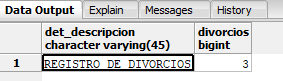 Data Output Explain Messages History
det_descripcion divorcios
character varying(45) bigint
1 REGISTRO DE DIVORCIOS 3